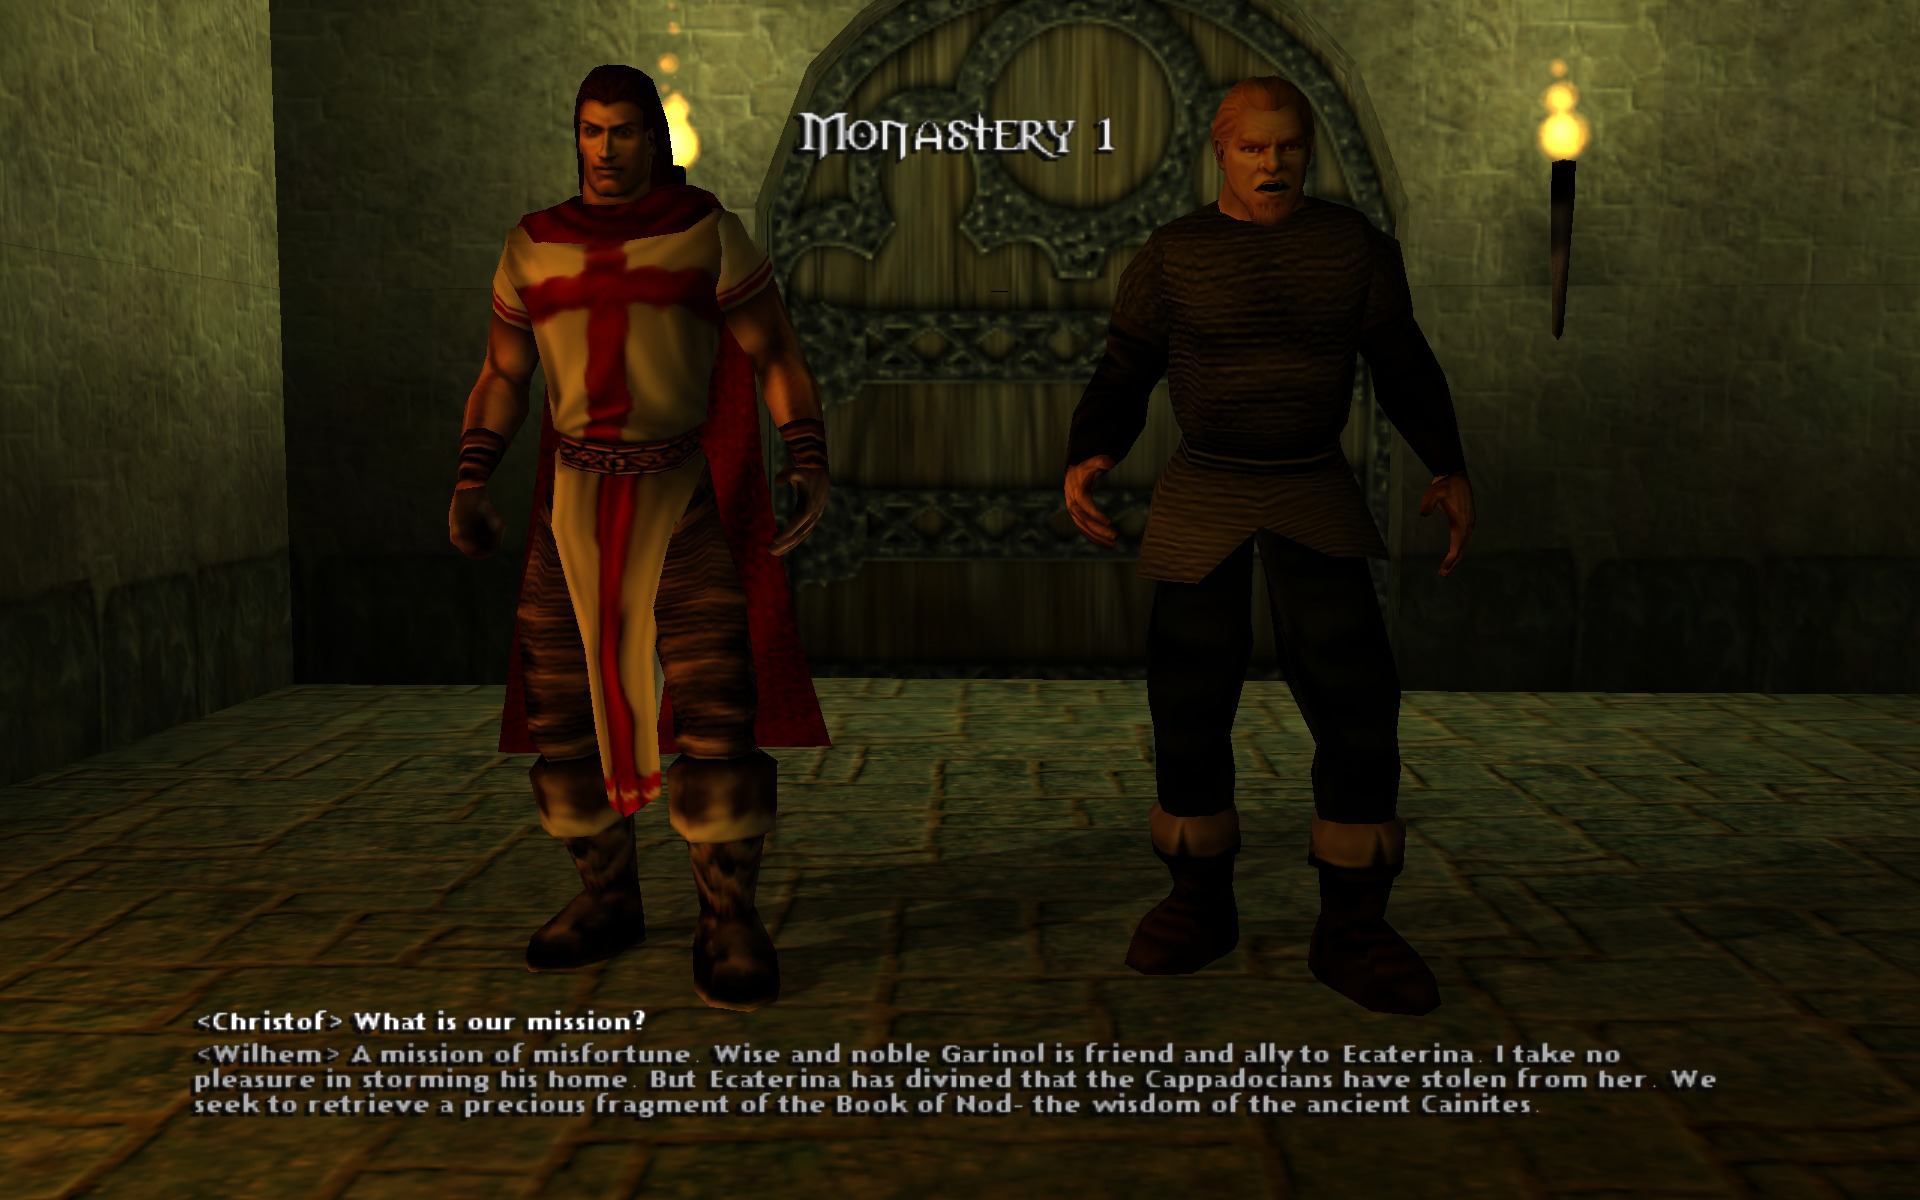 Monastery 1
<Christof> What is our mission?
<Wilhem> A mission of misfortune. Wise and noble Garinol is friend and ally to Ecaterina. I take no
pleasure in storming his home. But Ecaterina has divined that the Cappadocians have stolen from her. We
seek to retrieve a precious fragment of the Book of Nod- the wisdom of the ancient Cainites.